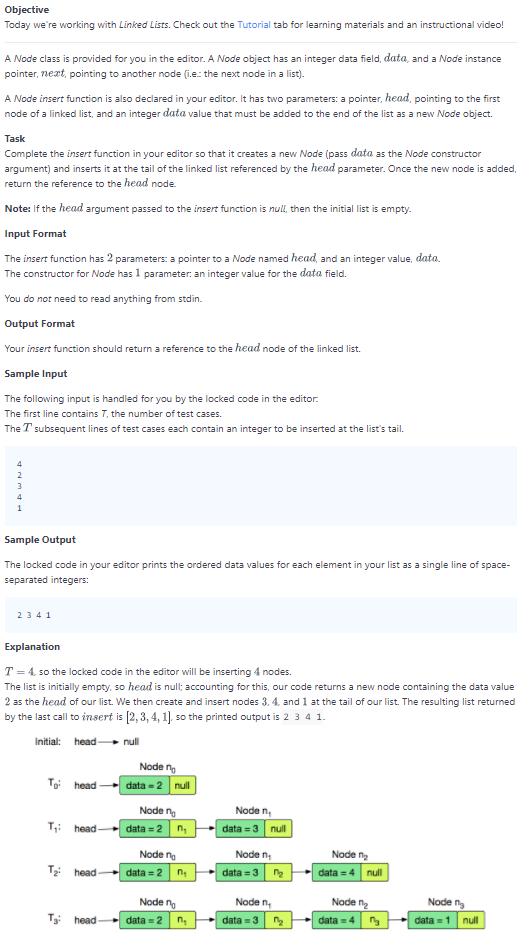 Objective
Today we're working with Linked Lists. Check out the Tutorial tab for learning materials and an instructional video!
A Node class is provided for you in the editor. A Node object has an integer data field, data, and a Node instance
pointer, next, pointing to another node (i.e.: the next node in a list).
A Node insert function is also declared in your editor. It has two parameters: a pointer, head, pointing to the first
node of a linked list, and an integer data value that must be added to the end of the list as a new Node object.
Task
Complete the insert function in your editor so that it creates a new Node (pass data as the Node constructor
argument) and inserts it at the tail of the linked list referenced by the head parameter. Once the new node is added,
return the reference to the head node.
Note: If the head argument passed to the insert function is null, then the initial list is empty.
Input Format
The insert function has 2 parameters: a pointer to a Node named head, and an integer value, data.
The constructor for Node has 1 parameter: an integer value for the data field.
You do not need to read anything from stdin.
Output Format
Your insert function should return a reference to the head node of the linked list.
Sample Input
The following input is handled for you by the locked code in the editor:
The first line contains T, the number of test cases.
The T subsequent lines of test cases each contain an integer to be inserted at the list's tail.
4
2
3
4
1
Sample Output
The locked code in your editor prints the ordered data values for each element in your list as a single line of space-
separated integers:
2 3 4 1
Explanation
T = 4, so the locked code in the editor will be inserting 4 nodes.
The list is initially empty, so head is null; accounting for this, our code returns a new node containing the data value
2 as the head of our list. We then create and insert nodes 3, 4, and 1 at the tail of our list. The resulting list returned
by the last call to insert is [2, 3, 4, 1], so the printed output is 2 3 4 1.
Initial: head null
Node n₀
T₀: head data = 2 null
Node n₀ Node n₁
T₁: head data = 2 n₁ data = 3 null
Node n₀ Node n₁ Node n₂
T₂: head data = 2 n₁ data = 3 n₂ data = 4 null
Node n₀ Node n₁ Node n₂ Node n₃
T₃: head data = 2 n₁ data = 3 n₂ data = 4 n₃ data = 1 null